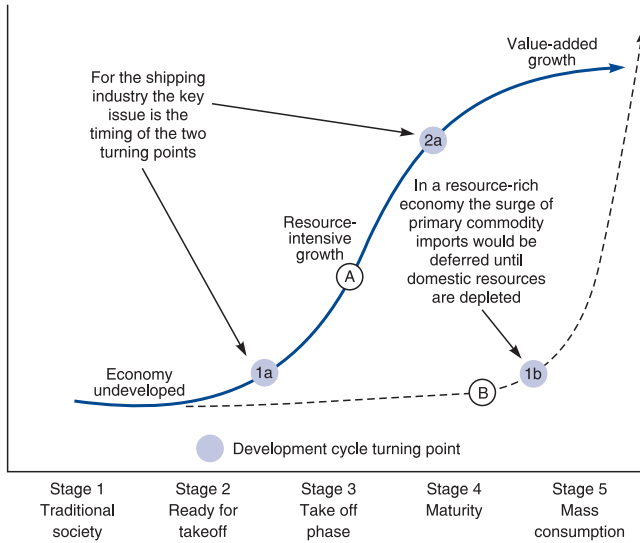 Value-added
growth
For the shipping
industry the key
issue is the
timing of the two
turning points
2a
In a resource-rich
economy the surge of
primary commodity
imports would be
deferred until
domestic resources
are depleted
Resource-
intensive
growth
A
Economy
undeveloped
1a
B
1b
Development cycle turning point
Stage 1
Traditional
society
Stage 2
Ready for
takeoff
Stage 3
Take off
phase
Stage 4
Maturity
Stage 5
Mass
consumption